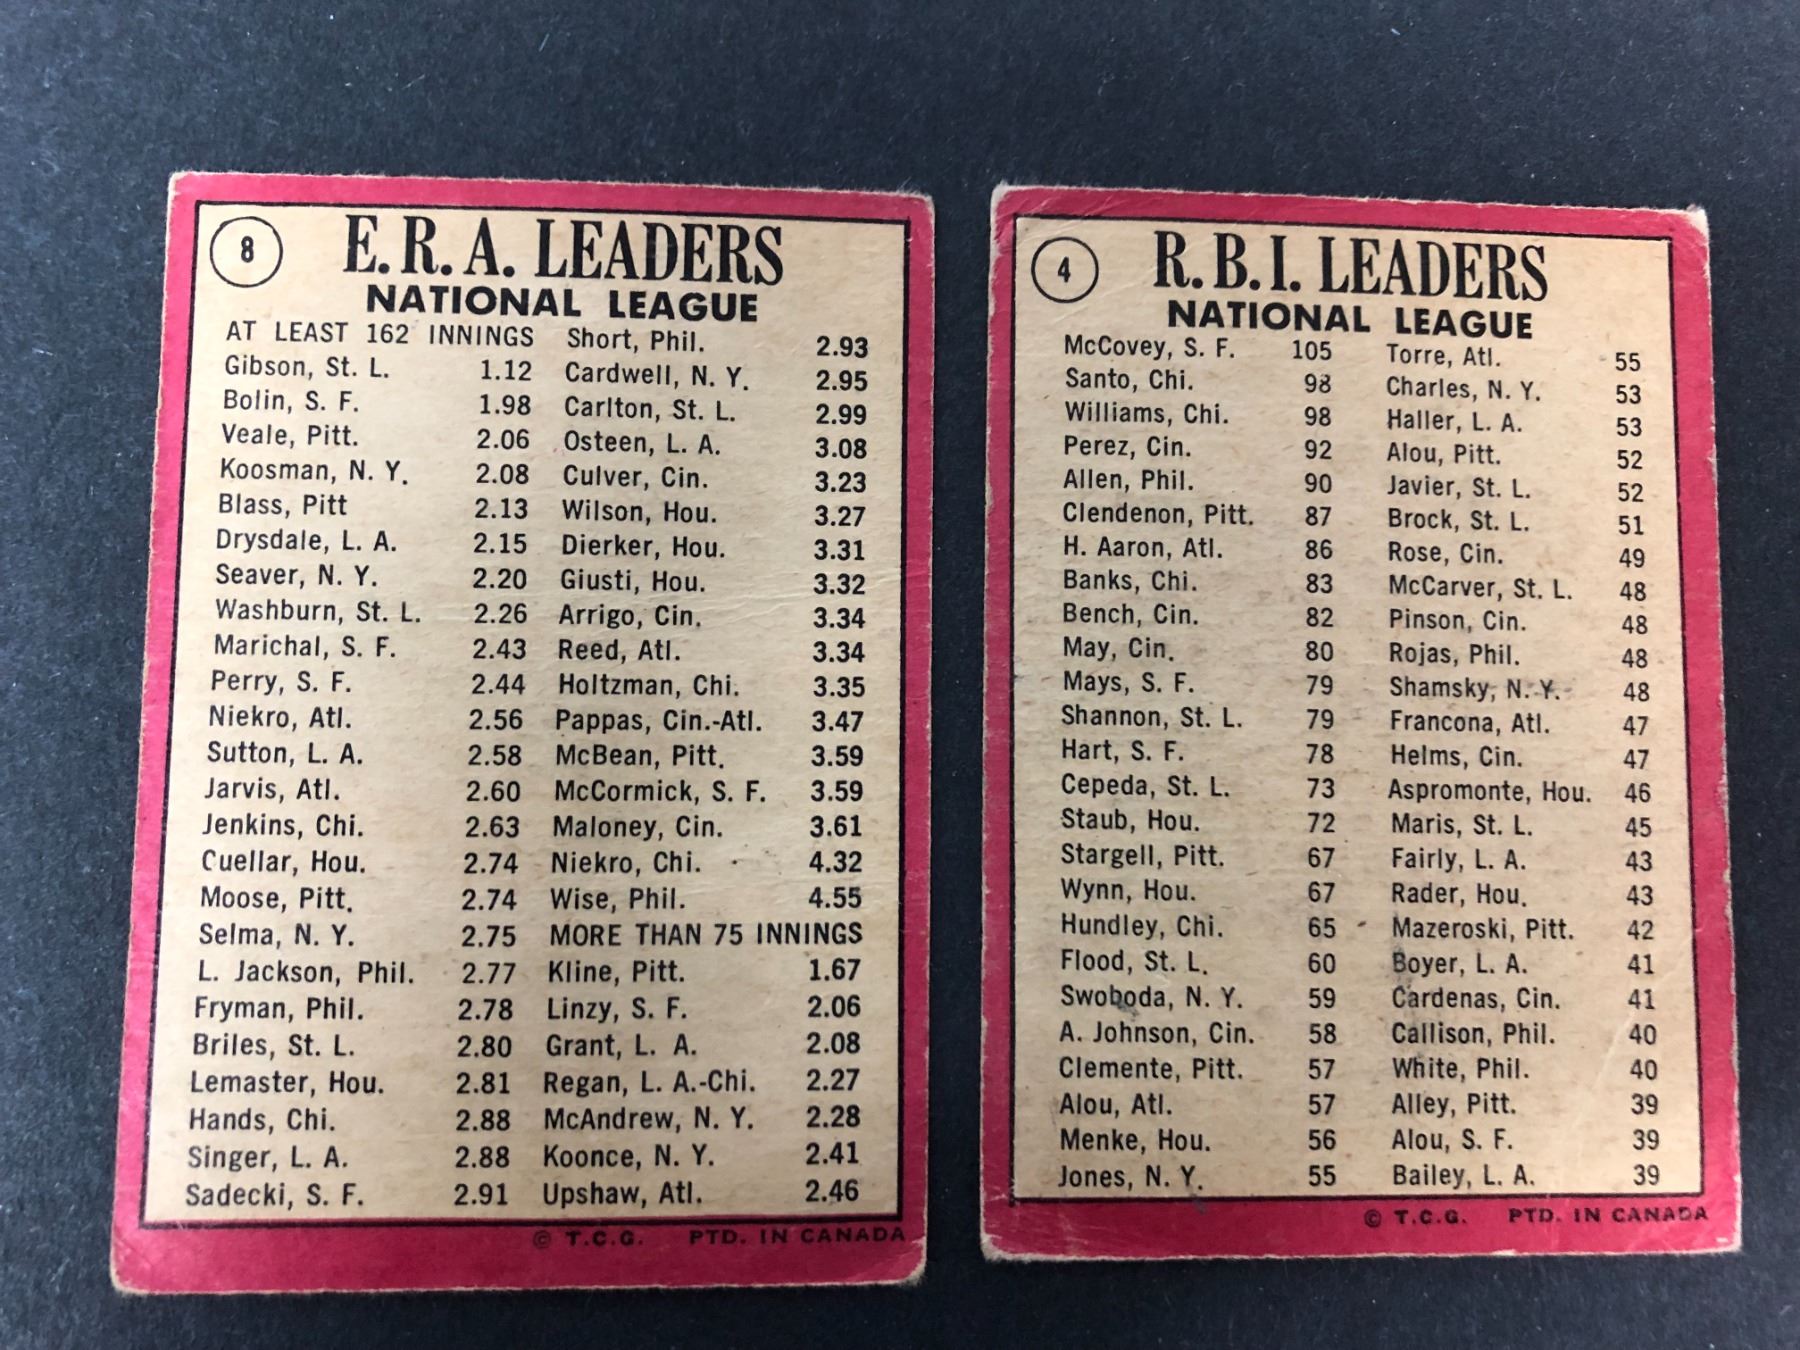 8
E. R. A. LEADERS
NATIONAL LEAGUE
AT LEAST 162 INNINGS
Gibson, St. L. 1.12
Bolin, S. F. 1.98
Veale, Pitt. 2.06
Koosman, N. Y. 2.08
Blass, Pitt 2.13
Drysdale, L. A. 2.15
Seaver, N. Y. 2.20
Washburn, St. L. 2.26
Marichal, S. F. 2.43
Perry, S. F. 2.44
Niekro, Atl. 2.56
Sutton, L. A. 2.58
Jarvis, Atl. 2.60
Jenkins, Chi. 2.63
Cuellar, Hou. 2.74
Moose, Pitt. 2.74
Selma, N. Y. 2.75
L. Jackson, Phil. 2.77
Fryman, Phil. 2.78
Briles, St. L. 2.80
Lemaster, Hou. 2.81
Hands, Chi. 2.88
Singer, L. A. 2.88
Sadecki, S. F. 2.91
Short, Phil. 2.93
Cardwell, N. Y. 2.95
Carlton, St. L. 2.99
Osteen, L. A. 3.08
Culver, Cin. 3.23
Wilson, Hou. 3.27
Dierker, Hou. 3.31
Giusti, Hou. 3.32
Arrigo, Cin. 3.34
Reed, Atl. 3.34
Holtzman, Chi. 3.35
Pappas, Cin.-Atl. 3.47
McBean, Pitt. 3.59
McCormick, S. F. 3.59
Maloney, Cin. 3.61
Niekro, Chi. 4.32
Wise, Phil. 4.55
MORE THAN 75 INNINGS
Kline, Pitt. 1.67
Linzy, S. F. 2.06
Grant, L. A. 2.08
Regan, L. A.-Chi. 2.27
McAndrew, N. Y. 2.28
Koonce, N. Y. 2.41
Upshaw, Atl. 2.46
© T.C.G. PTD. IN CANADA
4
R. B. I. LEADERS
NATIONAL LEAGUE
McCovey, S. F. 105
Santo, Chi. 98
Williams, Chi. 98
Perez, Cin. 92
Allen, Phil. 90
Clendenon, Pitt. 87
H. Aaron, Atl. 86
Banks, Chi. 83
Bench, Cin. 82
May, Cin. 80
Mays, S. F. 79
Shannon, St. L. 79
Hart, S. F. 78
Cepeda, St. L. 73
Staub, Hou. 72
Stargell, Pitt. 67
Wynn, Hou. 67
Hundley, Chi. 65
Flood, St. L. 60
Swoboda, N. Y. 59
A. Johnson, Cin. 58
Clemente, Pitt. 57
Alou, Atl. 57
Menke, Hou. 56
Jones, N. Y. 55
Torre, Atl. 55
Charles, N. Y. 53
Haller, L. A. 53
Alou, Pitt. 52
Javier, St. L. 52
Brock, St. L. 51
Rose, Cin. 49
McCarver, St. L. 48
Pinson, Cin. 48
Rojas, Phil. 48
Shamsky, N. Y. 48
Francona, Atl. 47
Helms, Cin. 47
Aspromonte, Hou. 46
Maris, St. L. 45
Fairly, L. A. 43
Rader, Hou. 43
Mazeroski, Pitt. 42
Boyer, L. A. 41
Cardenas, Cin. 41
Callison, Phil. 40
White, Phil. 40
Alley, Pitt. 39
Alou, S. F. 39
Bailey, L. A. 39
© T.C.G. PTD. IN CANADA